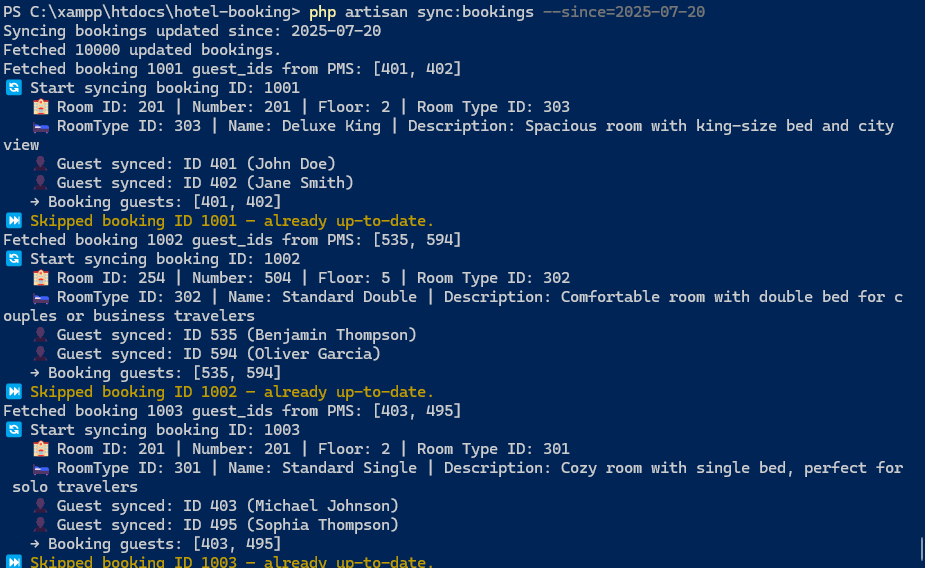 PS C:\xampp\htdocs\hotel-booking> php artisan sync:bookings --since=2025-07-20
Syncing bookings updated since: 2025-07-20
Fetched 10000 updated bookings.
Fetched booking 1001 guest_ids from PMS: [401, 402]
Start syncing booking ID: 1001
Room ID: 201 | Number: 201 | Floor: 2 | Room Type ID: 303
RoomType ID: 303 | Name: Deluxe King | Description: Spacious room with king-size bed and city
view
Guest synced: ID 401 (John Doe)
Guest synced: ID 402 (Jane Smith)
→ Booking guests: [401, 402]
Skipped booking ID 1001 — already up-to-date.
Fetched booking 1002 guest_ids from PMS: [535, 594]
Start syncing booking ID: 1002
Room ID: 254 | Number: 504 | Floor: 5 | Room Type ID: 302
RoomType ID: 302 | Name: Standard Double | Description: Comfortable room with double bed for c
ouples or business travelers
Guest synced: ID 535 (Benjamin Thompson)
Guest synced: ID 594 (Oliver Garcia)
→ Booking guests: [535, 594]
Skipped booking ID 1002 — already up-to-date.
Fetched booking 1003 guest_ids from PMS: [403, 495]
Start syncing booking ID: 1003
Room ID: 201 | Number: 201 | Floor: 2 | Room Type ID: 301
RoomType ID: 301 | Name: Standard Single | Description: Cozy room with single bed, perfect for
solo travelers
Guest synced: ID 403 (Michael Johnson)
Guest synced: ID 495 (Sophia Thompson)
→ Booking guests: [403, 495]
Skipped booking ID 1003 — already up-to-date.